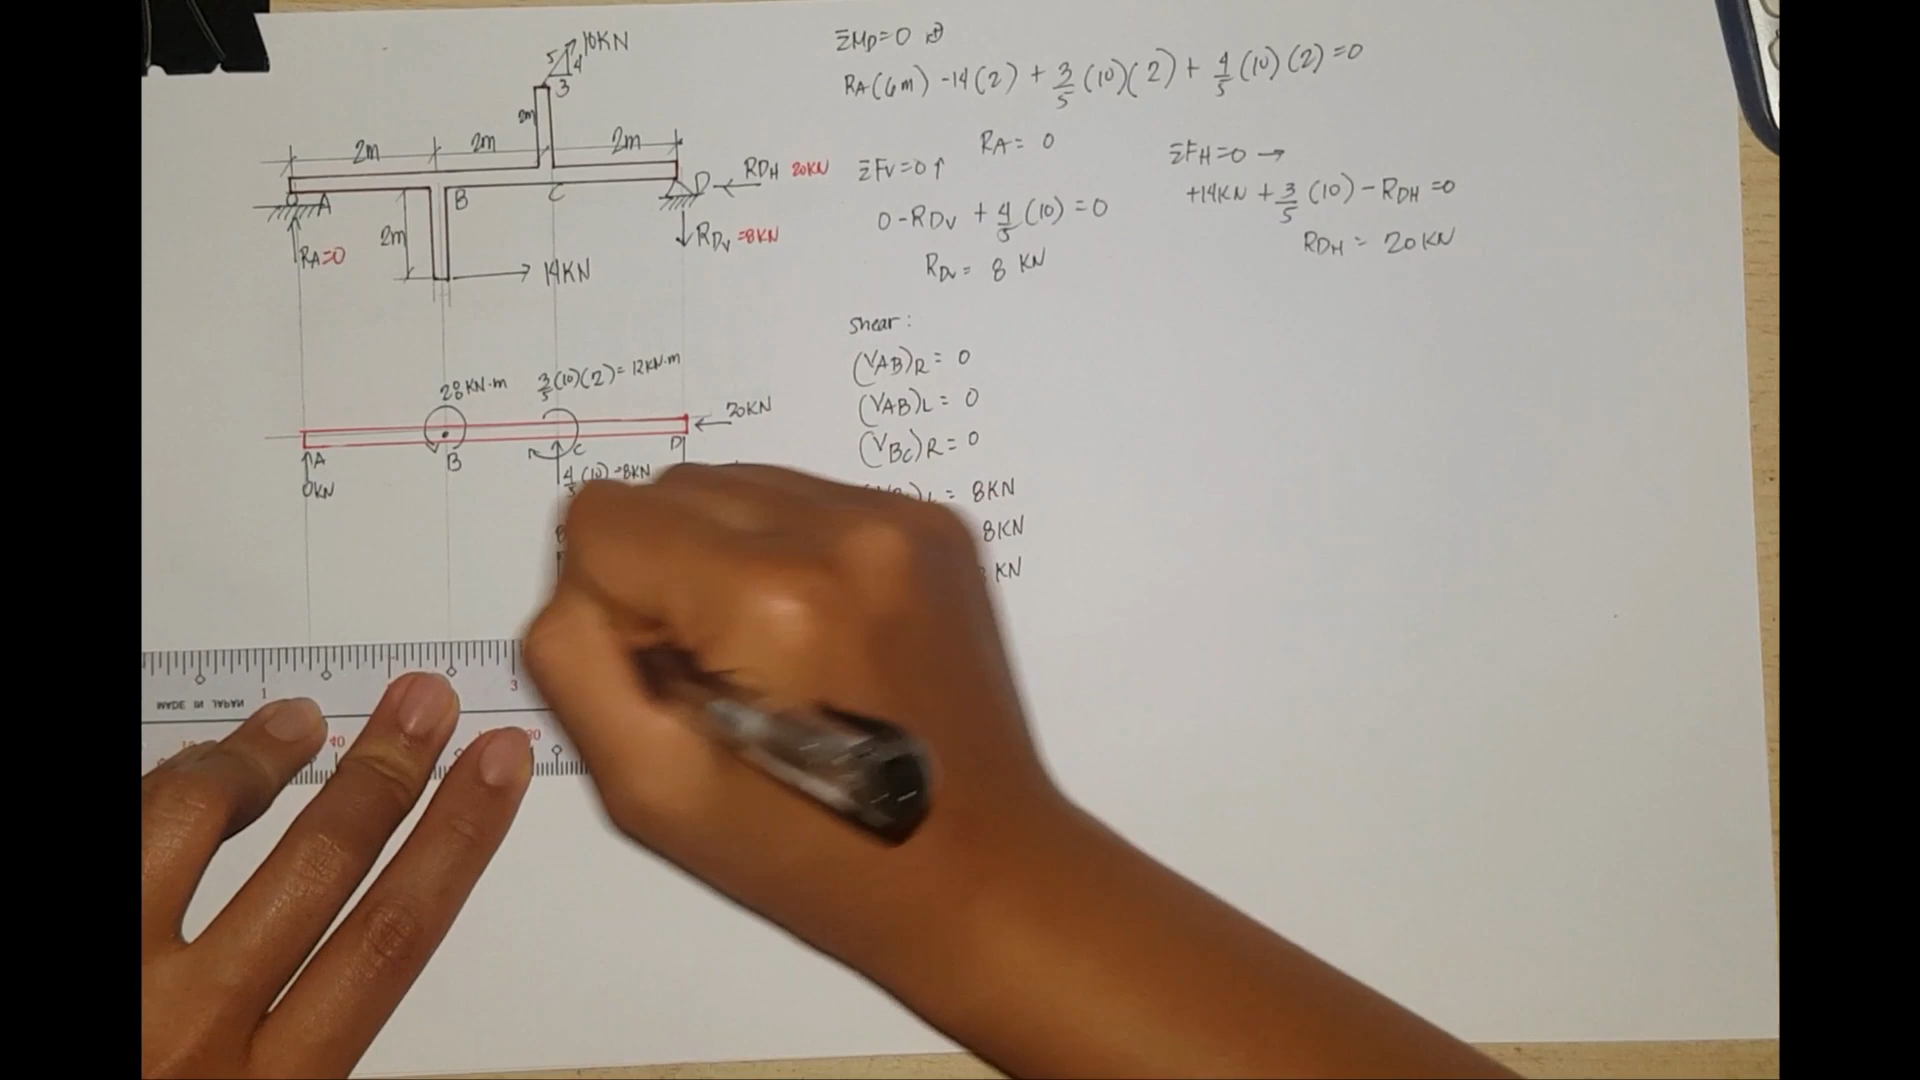 10KN
5
4
3
2m
2m
2m
2m
A
B
C
D
RDH 20KN
2m
RA=0
RDV =8KN
14KN
ΣMD=0
RA(6m) -14(2) + 3/5 (10)(2) + 4/5 (10)(2) =0
RA= 0
ΣFV=0↑
0-RDV + 4/5 (10) =0
RDV = 8 KN
ΣFH=0 →
+14KN + 3/5 (10) - RDH =0
RDH = 20KN
28KN·m
3/5(10)(2)=12KN·m
20KN
A
B
C
D
0KN
4/5 (10)=8KN
8
Shear:
(VAB)R = 0
(VAB)L = 0
(VBC)R = 0
L = 8KN
8KN
KN
1
3
MADE IN JAPAN